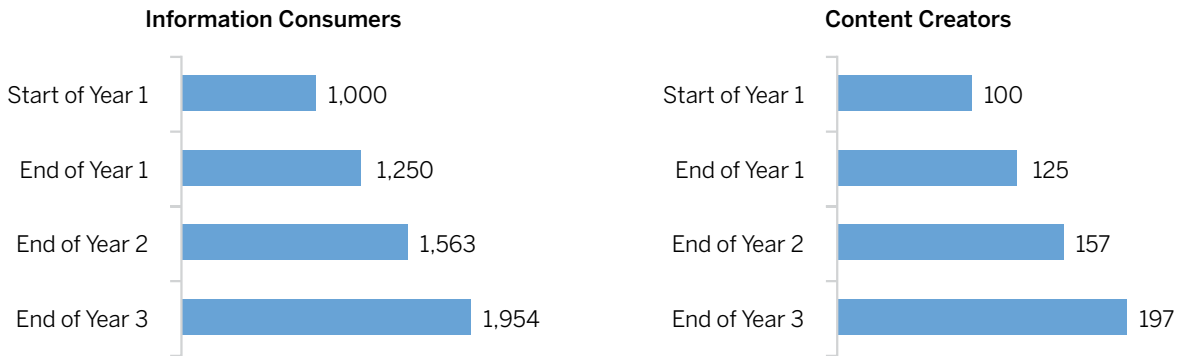 Information Consumers
Start of Year 1 1,000
End of Year 1 1,250
End of Year 2 1,563
End of Year 3 1,954
Content Creators
Start of Year 1 100
End of Year 1 125
End of Year 2 157
End of Year 3 197